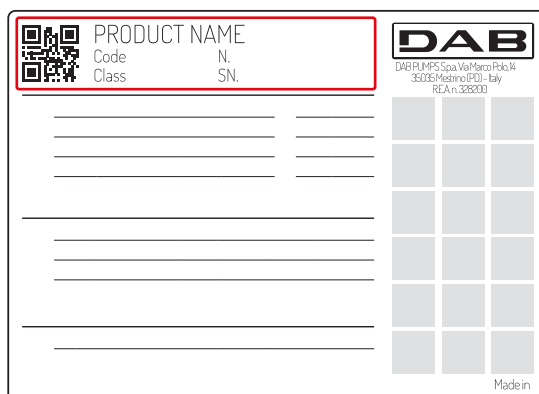 PRODUCT NAME
Code N.
Class SN.
DAB
DAB PUMPS S.p.a. Via Marco Polo, 14
35035 Mestrino (PD) - Italy
R.E.A. n. 328200
Made in